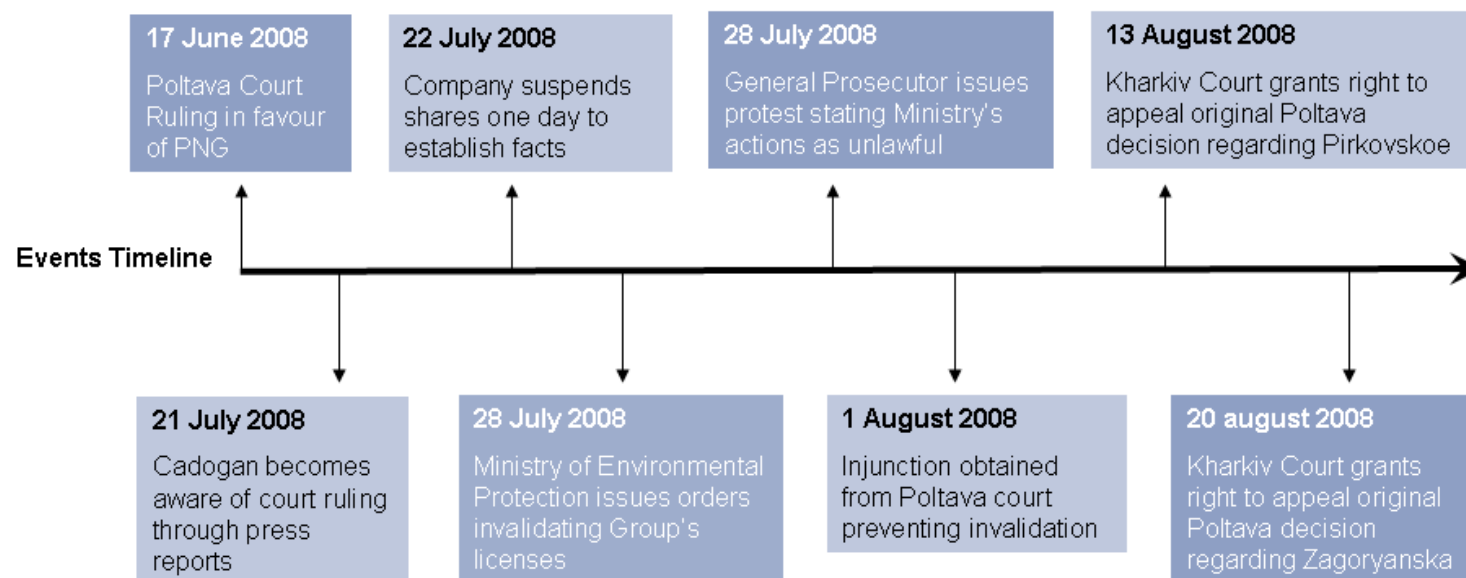 17 June 2008
Poltava Court
Ruling in favour
of PNG
22 July 2008
Company suspends
shares one day to
establish facts
28 July 2008
General Prosecutor issues
protest stating Ministry's
actions as unlawful
13 August 2008
Kharkiv Court grants right to
appeal original Poltava
decision regarding Pirkovskoe
Events Timeline
21 July 2008
Cadogan becomes
aware of court ruling
through press
reports
28 July 2008
Ministry of Environmental
Protection issues orders
invalidating Group's
licenses
1 August 2008
Injunction obtained
from Poltava court
preventing invalidation
20 august 2008
Kharkiv Court grants
right to appeal original
Poltava decision
regarding Zagoryanska